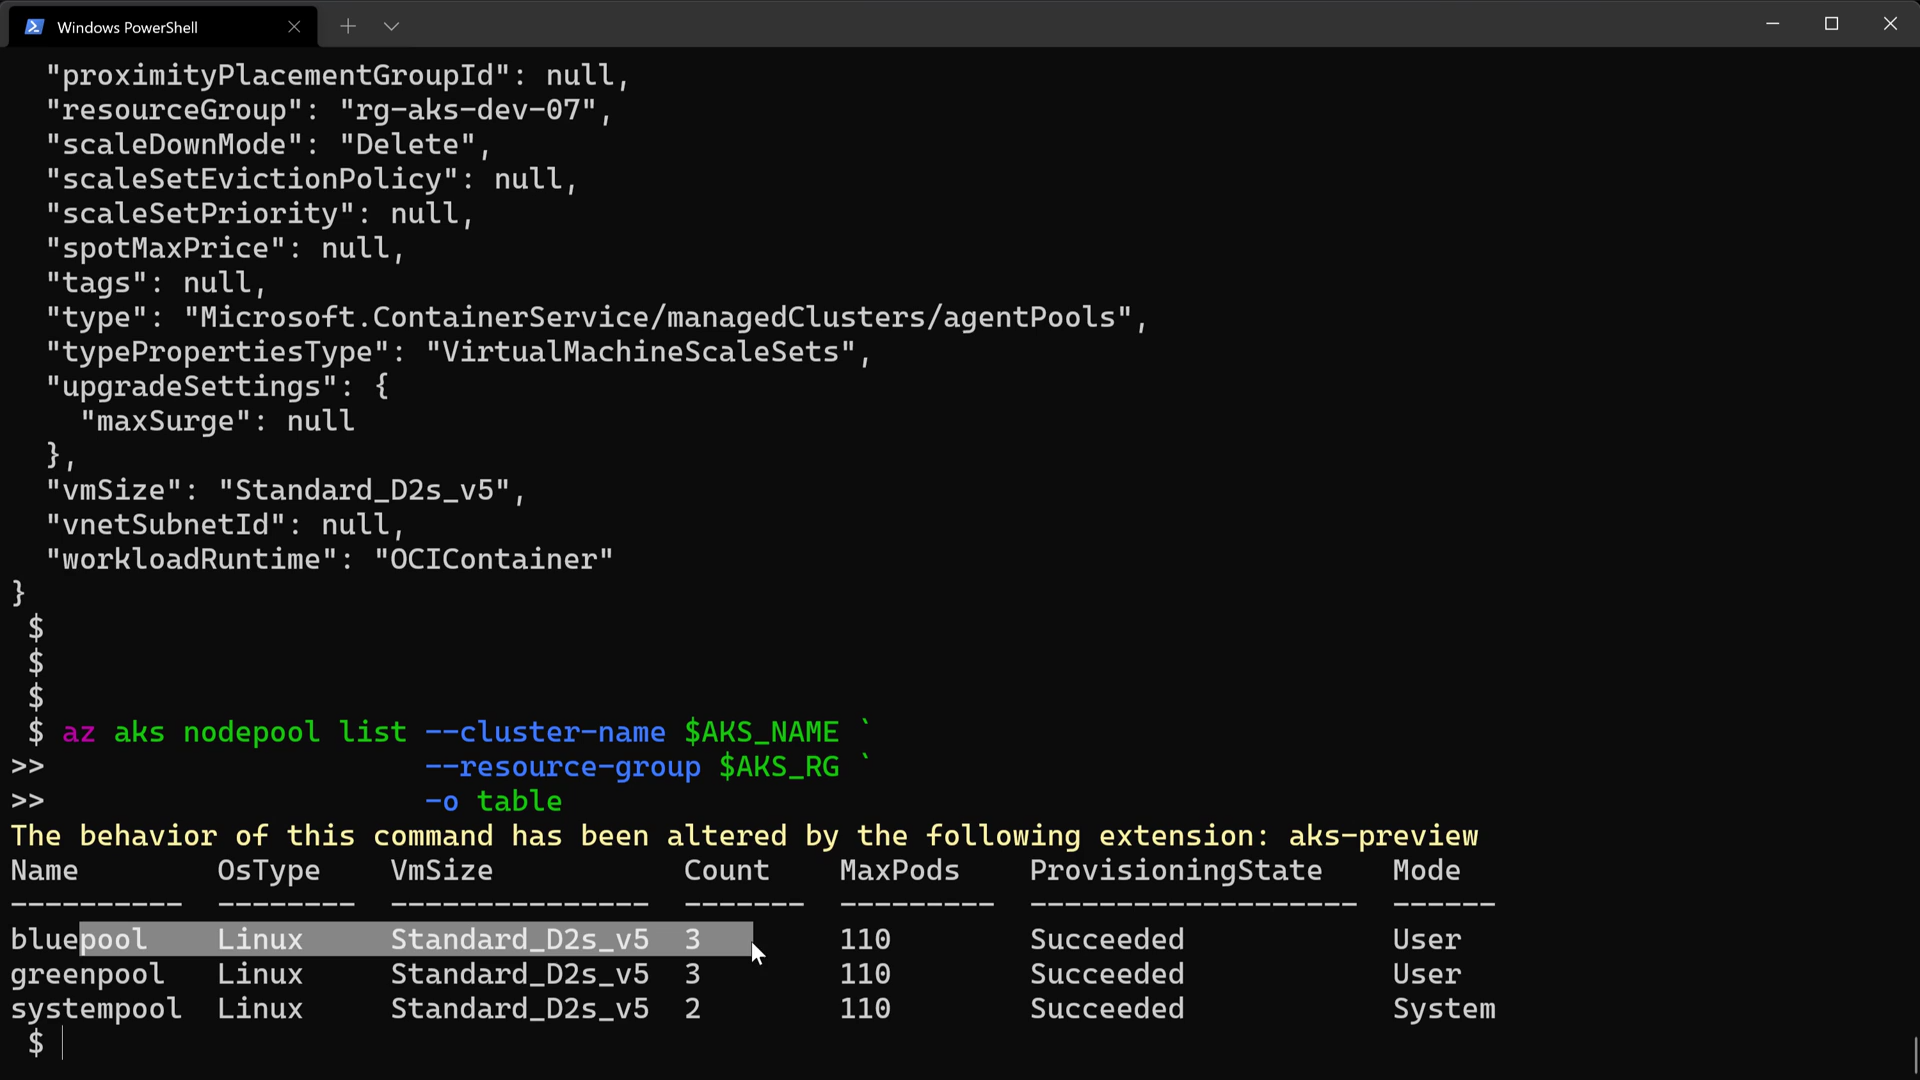 Windows PowerShell
"proximityPlacementGroupId": null,
"resourceGroup": "rg-aks-dev-07",
"scaleDownMode": "Delete",
"scaleSetEvictionPolicy": null,
"scaleSetPriority": null,
"spotMaxPrice": null,
"tags": null,
"type": "Microsoft.ContainerService/managedClusters/agentPools",
"typePropertiesType": "VirtualMachineScaleSets",
"upgradeSettings": {
"maxSurge": null
},
"vmSize": "Standard_D2s_v5",
"vnetSubnetId": null,
"workloadRuntime": "OCIContainer"
}
$
$
$
$ az aks nodepool list --cluster-name $AKS_NAME `
>> --resource-group $AKS_RG `
>> -o table
The behavior of this command has been altered by the following extension: aks-preview
Name OsType VmSize Count MaxPods ProvisioningState Mode
---------- -------- --------------- ------- --------- ------------------- ------
bluepool Linux Standard_D2s_v5 3 110 Succeeded User
greenpool Linux Standard_D2s_v5 3 110 Succeeded User
systempool Linux Standard_D2s_v5 2 110 Succeeded System
$